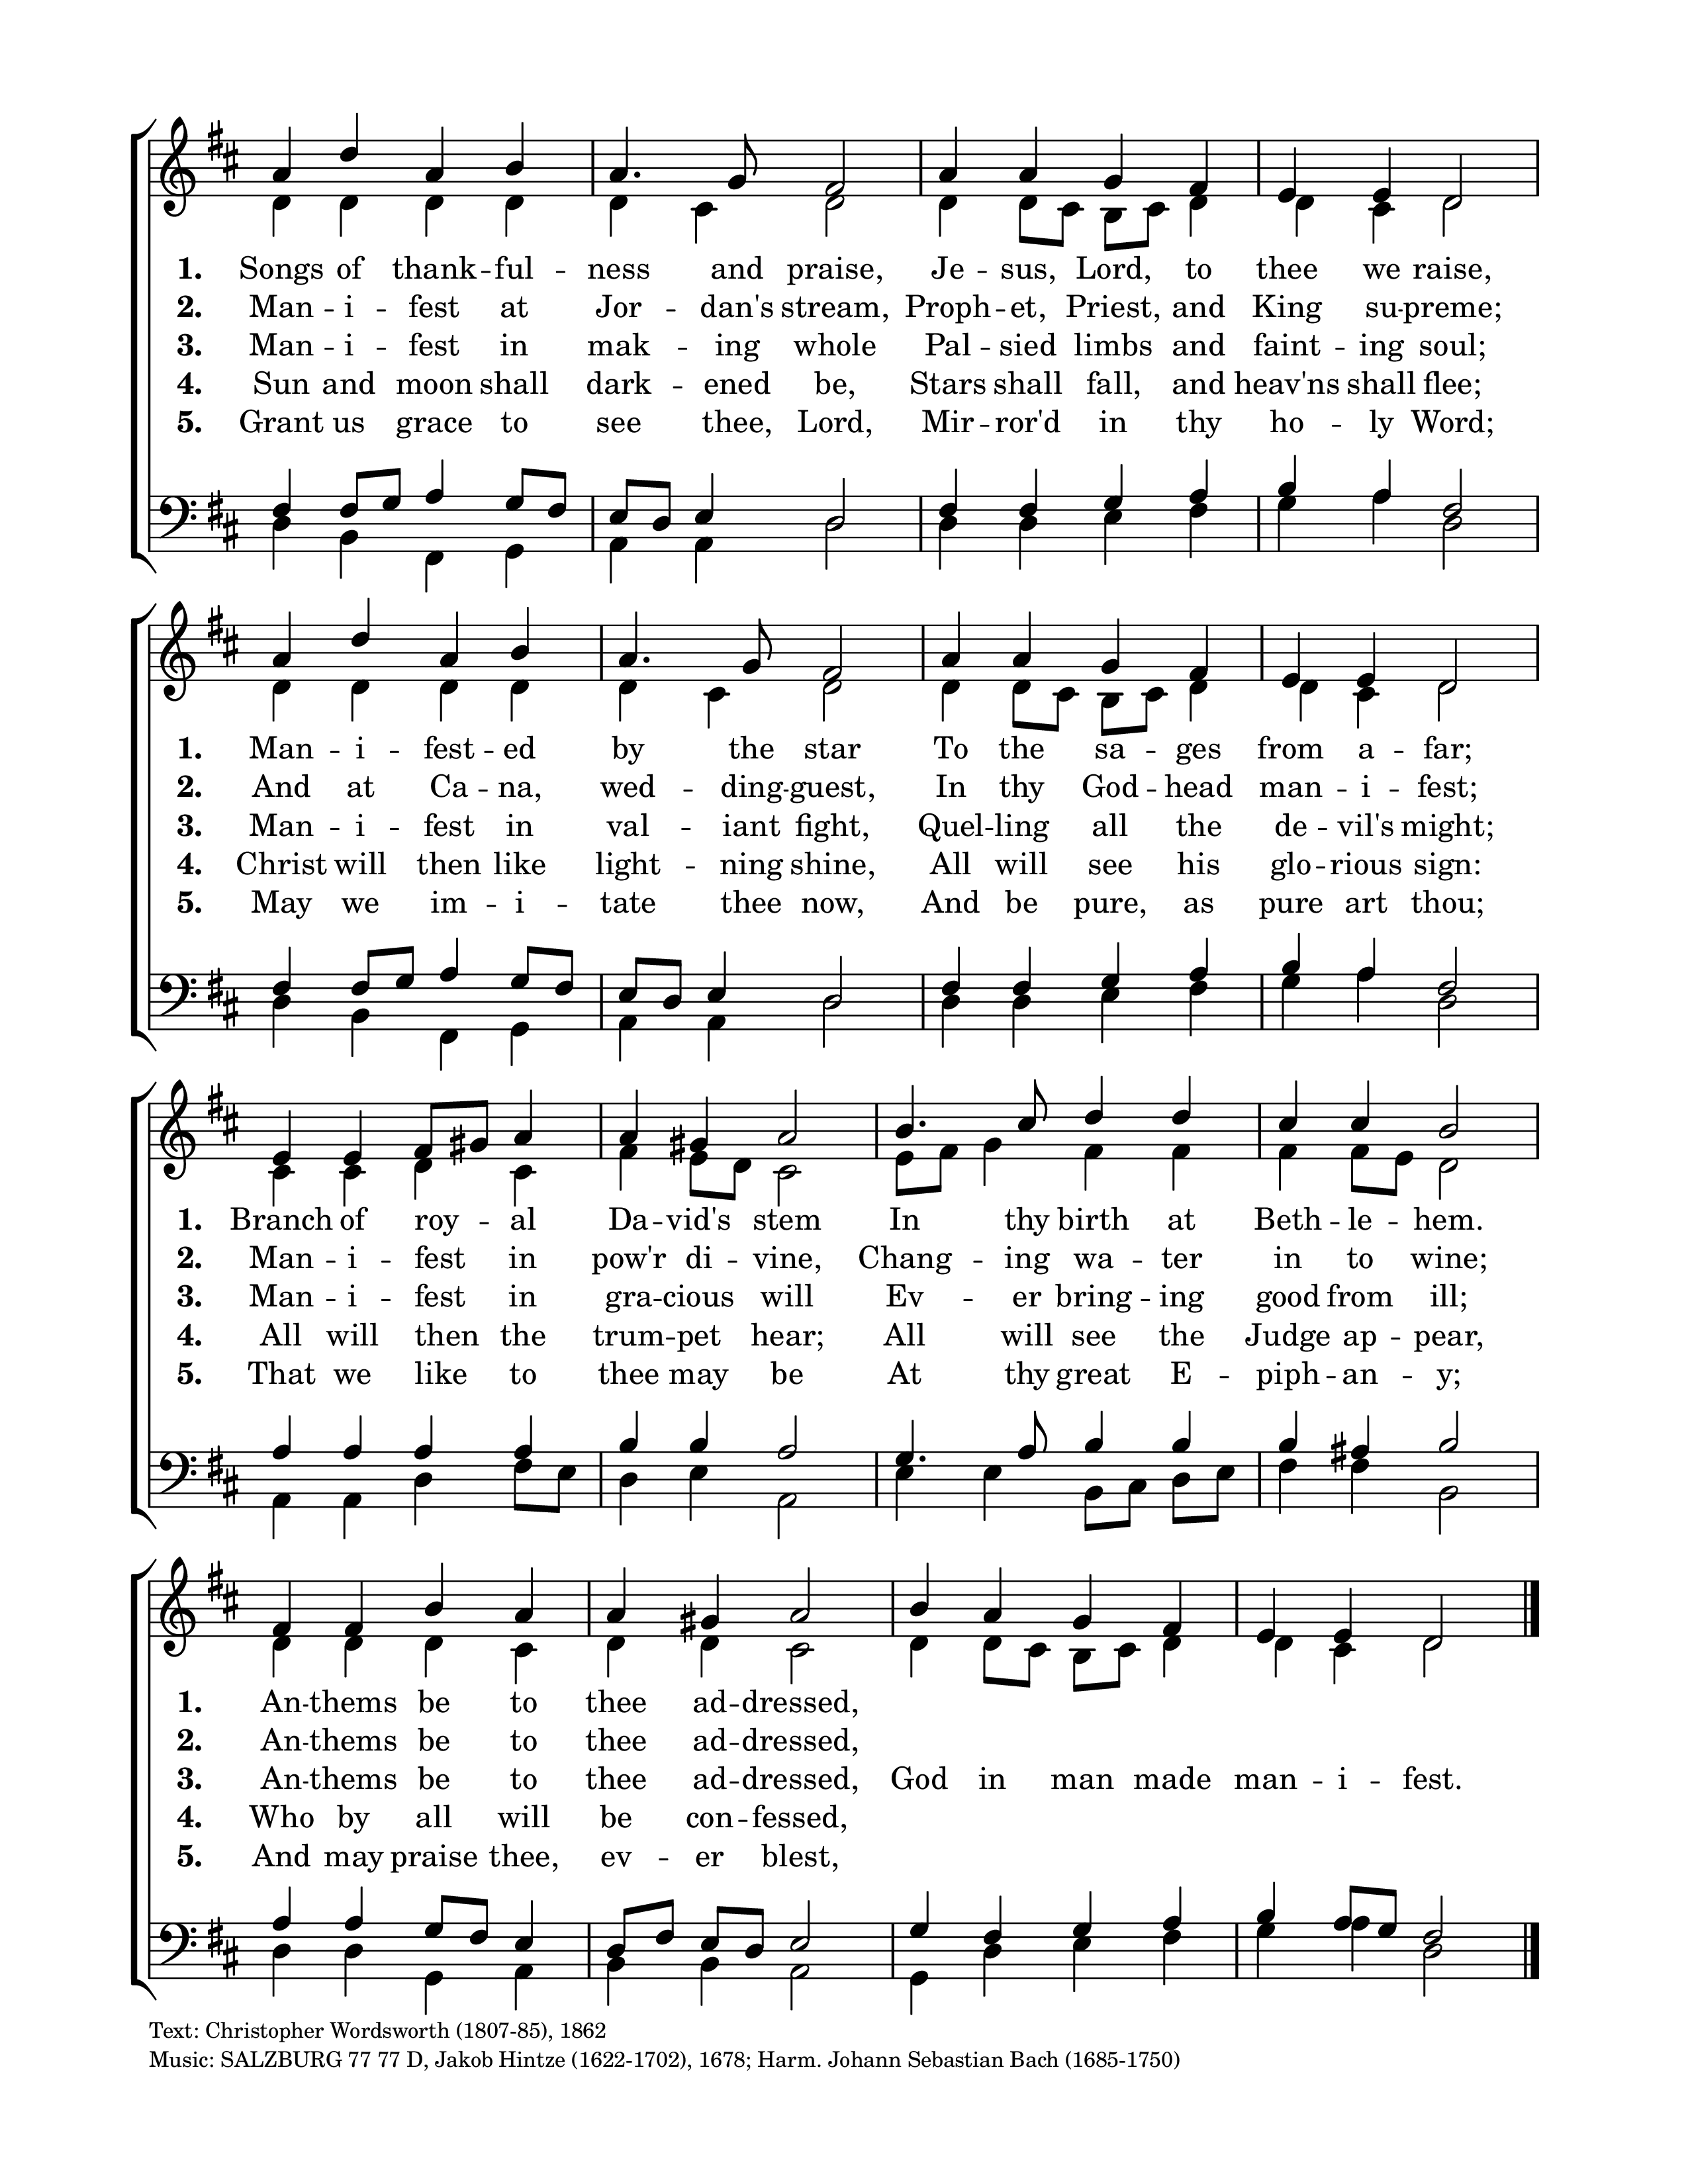 1. Songs of thank -- ful -- ness and praise, Je -- sus, Lord, to thee we raise,
2. Man -- i -- fest at Jor -- dan's stream, Proph -- et, Priest, and King su -- preme;
3. Man -- i -- fest in mak -- ing whole Pal -- sied limbs and faint -- ing soul;
4. Sun and moon shall dark -- ened be, Stars shall fall, and heav'ns shall flee;
5. Grant us grace to see thee, Lord, Mir -- ror'd in thy ho -- ly Word;
1. Man -- i -- fest -- ed by the star To the sa -- ges from a -- far;
2. And at Ca -- na, wed -- ding -- guest, In thy God -- head man -- i -- fest;
3. Man -- i -- fest in val -- iant fight, Quel -- ling all the de -- vil's might;
4. Christ will then like light -- ning shine, All will see his glo -- rious sign:
5. May we im -- i -- tate thee now, And be pure, as pure art thou;
1. Branch of roy -- al Da -- vid's stem In thy birth at Beth -- le -- hem.
2. Man -- i -- fest in pow'r di -- vine, Chang -- ing wa -- ter in to wine;
3. Man -- i -- fest in gra -- cious will Ev -- er bring -- ing good from ill;
4. All will then the trum -- pet hear; All will see the Judge ap -- pear,
5. That we like to thee may be At thy great E -- piph -- an -- y;
1. An -- thems be to thee ad -- dressed,
2. An -- thems be to thee ad -- dressed,
3. An -- thems be to thee ad -- dressed, God in man made man -- i -- fest.
4. Who by all will be con -- fessed,
5. And may praise thee, ev -- er blest,
Text: Christopher Wordsworth (1807-85), 1862
Music: SALZBURG 77 77 D, Jakob Hintze (1622-1702), 1678; Harm. Johann Sebastian Bach (1685-1750)